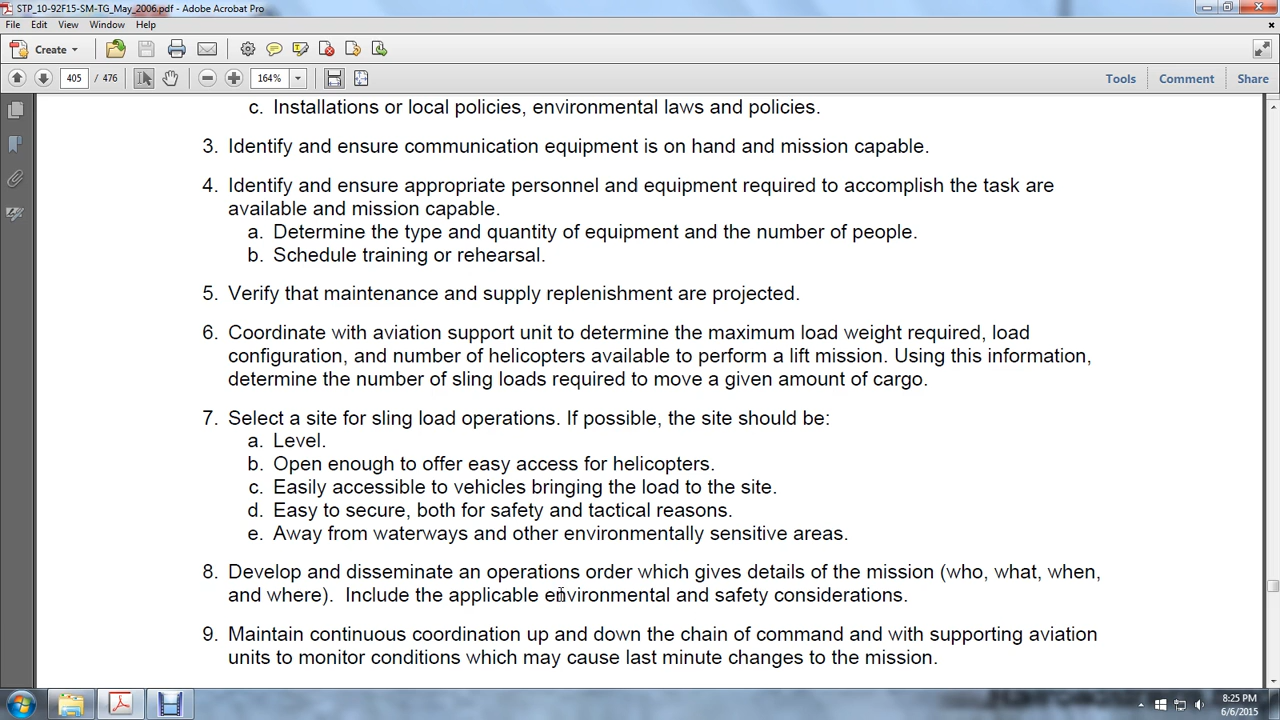 STP_10-92F15-SM-TG_May_2006.pdf - Adobe Acrobat Pro
File Edit View Window Help
Create
405 / 476 164% Tools Comment Share
c. Installations or local policies, environmental laws and policies.
3. Identify and ensure communication equipment is on hand and mission capable.
4. Identify and ensure appropriate personnel and equipment required to accomplish the task are
available and mission capable.
a. Determine the type and quantity of equipment and the number of people.
b. Schedule training or rehearsal.
5. Verify that maintenance and supply replenishment are projected.
6. Coordinate with aviation support unit to determine the maximum load weight required, load
configuration, and number of helicopters available to perform a lift mission. Using this information,
determine the number of sling loads required to move a given amount of cargo.
7. Select a site for sling load operations. If possible, the site should be:
a. Level.
b. Open enough to offer easy access for helicopters.
c. Easily accessible to vehicles bringing the load to the site.
d. Easy to secure, both for safety and tactical reasons.
e. Away from waterways and other environmentally sensitive areas.
8. Develop and disseminate an operations order which gives details of the mission (who, what, when,
and where). Include the applicable environmental and safety considerations.
9. Maintain continuous coordination up and down the chain of command and with supporting aviation
units to monitor conditions which may cause last minute changes to the mission.
8:25 PM
6/6/2015